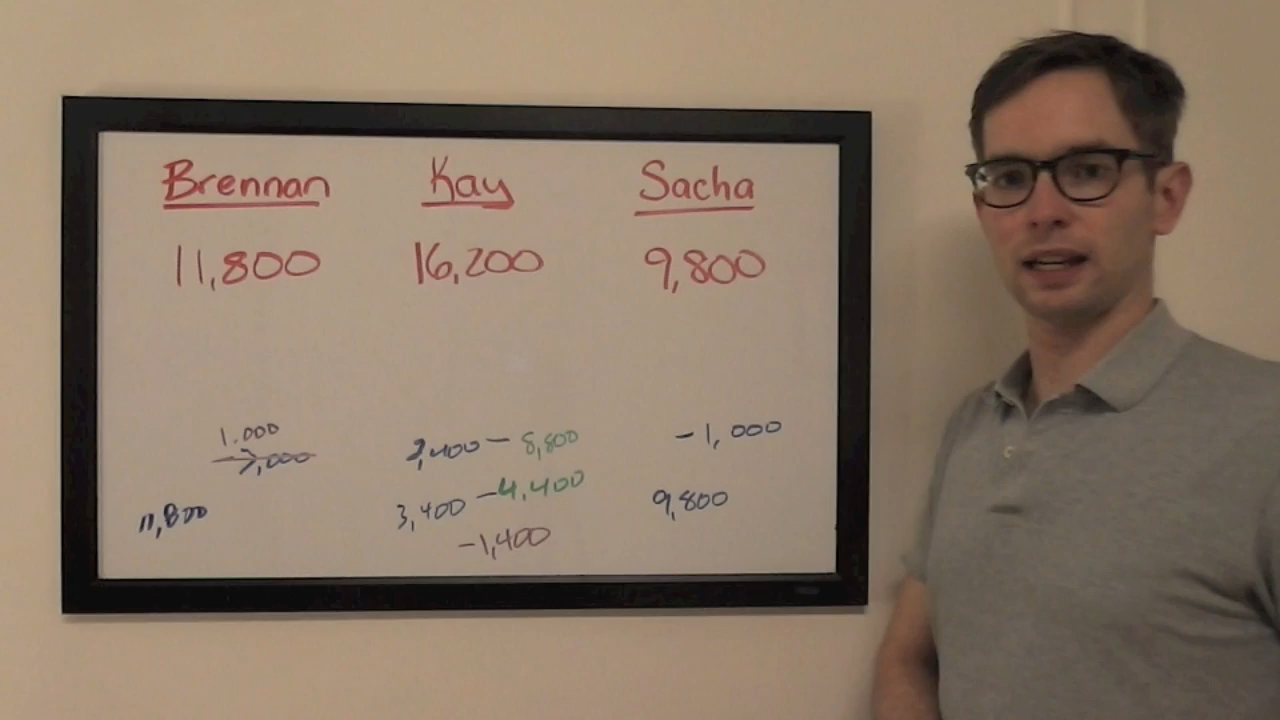 Brennan Kay Sacha
11,800 16,200 9,800
1.000
7,000 2,400 - 8,800 - 1,000
3,400 - 4,400
11,800 9,800
- 1,400